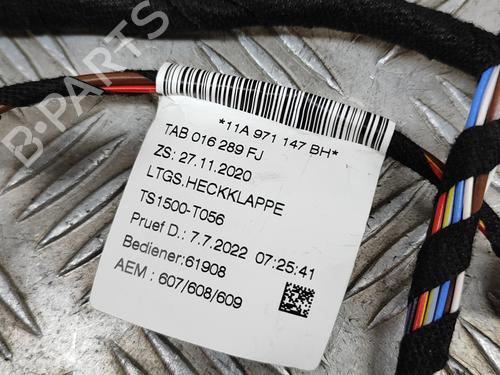 B-PARTS
*11A 971 147 BH*
TAB 016 289 FJ
ZS: 27.11.2020
LTGS.HECKKLAPPE
TS1500-T056
Pruef D.: 7.7.2022 07:25:41
Bediener:61908
AEM : 607/608/609